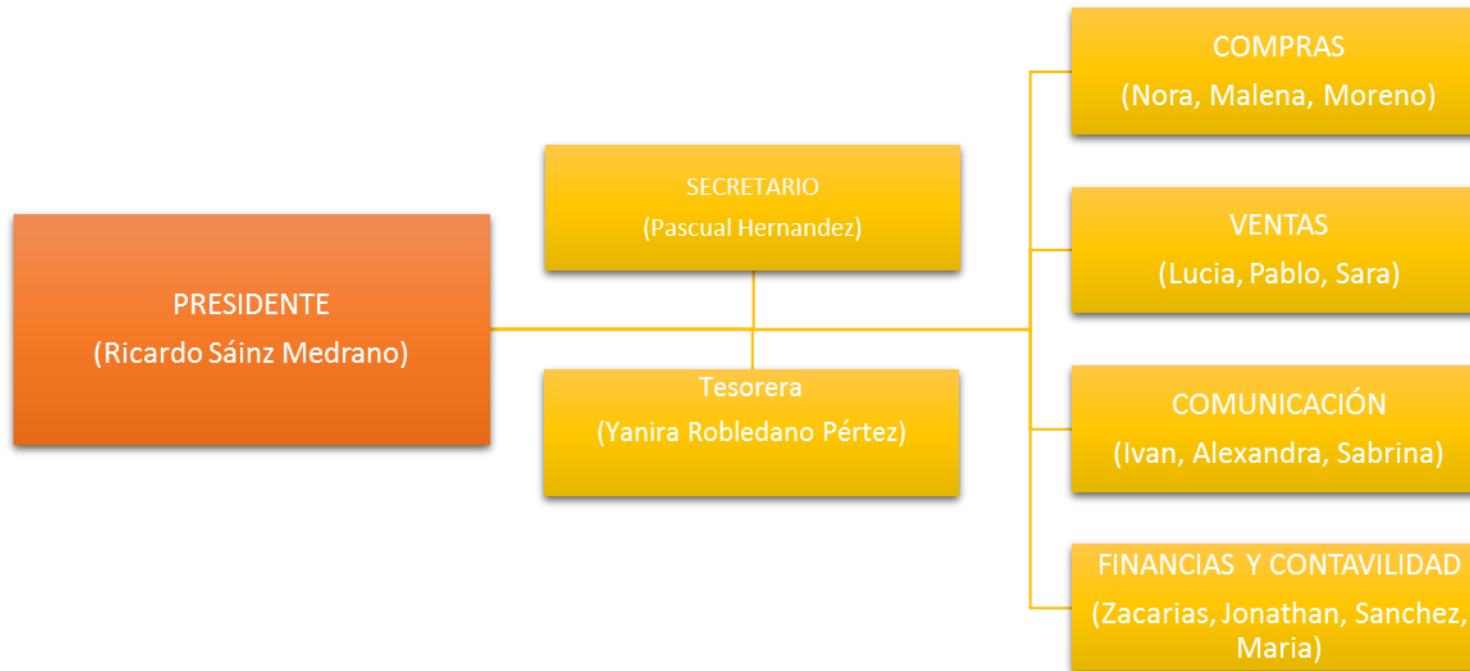 PRESIDENTE
(Ricardo Sáinz Medrano)
SECRETARIO
(Pascual Hernandez)
Tesorera
(Yanira Robledano Pértez)
COMPRAS
(Nora, Malena, Moreno)
VENTAS
(Lucia, Pablo, Sara)
COMUNICACIÓN
(Ivan, Alexandra, Sabrina)
FINANCIAS Y CONTAVILIDAD
(Zacarias, Jonathan, Sanchez,
Maria)